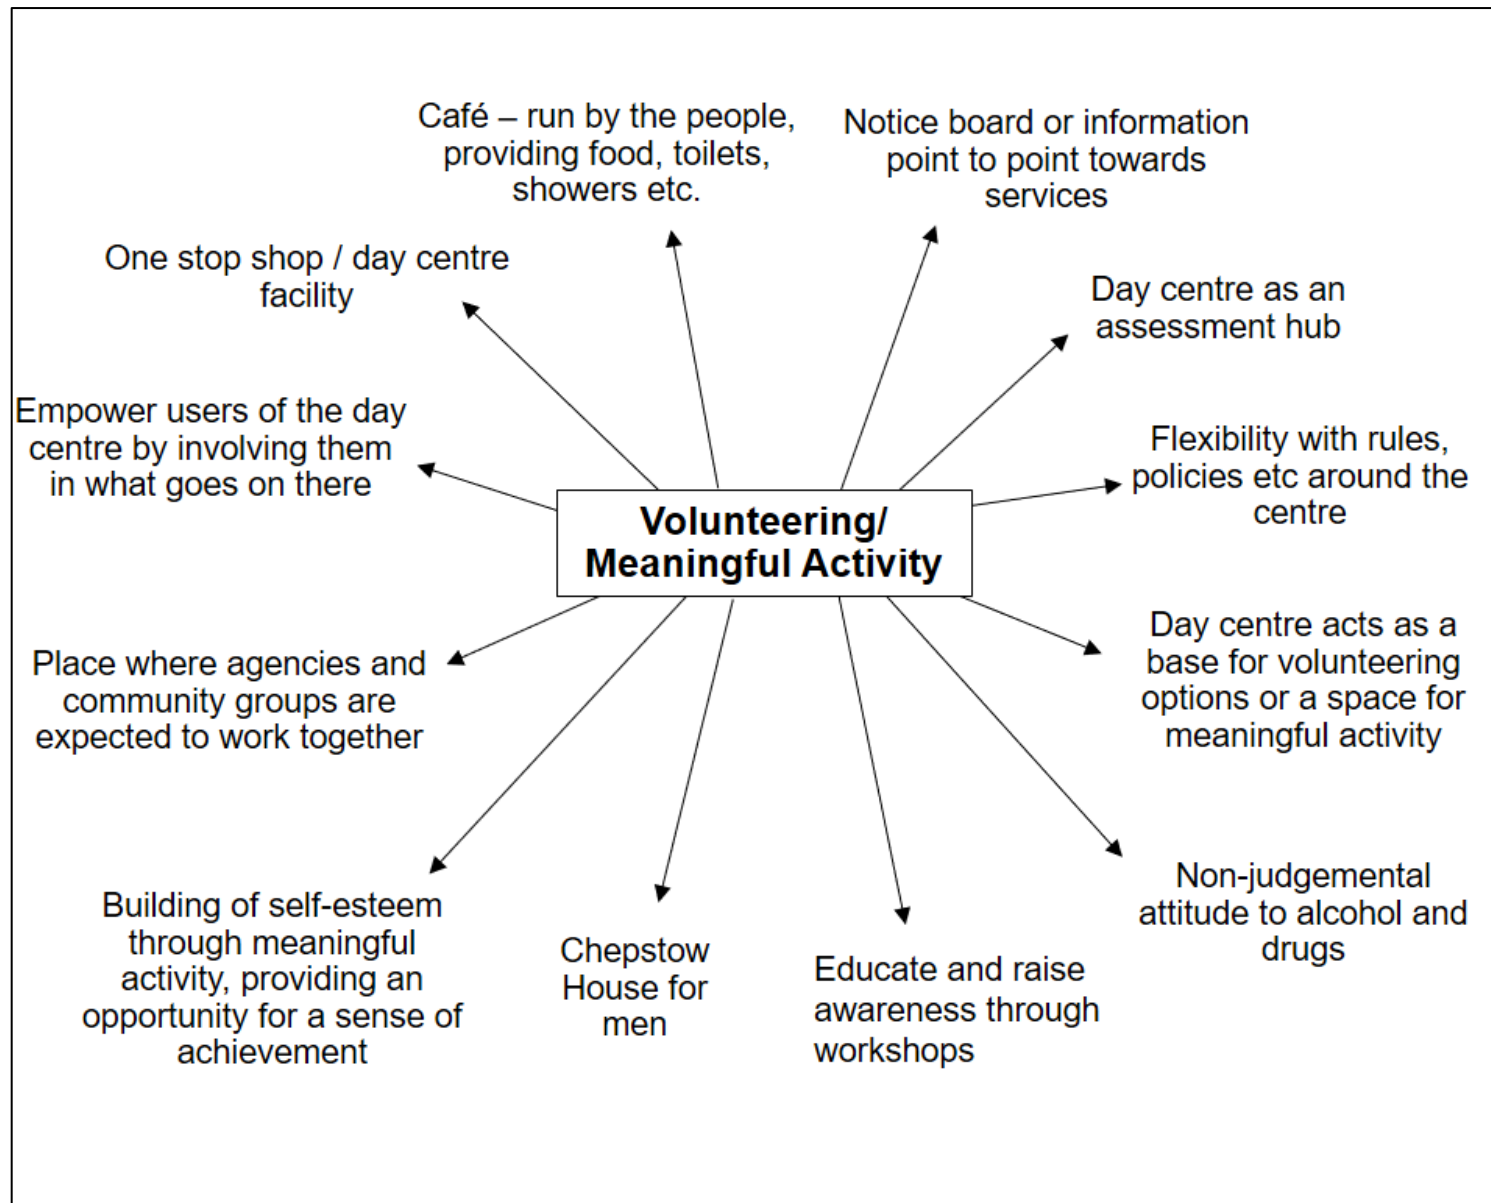 Café – run by the people,
providing food, toilets,
showers etc.
Notice board or information
point to point towards
services
One stop shop / day centre
facility
Day centre as an
assessment hub
Empower users of the day
centre by involving them
in what goes on there
Flexibility with rules,
policies etc around the
centre
Volunteering/
Meaningful Activity
Place where agencies and
community groups are
expected to work together
Day centre acts as a
base for volunteering
options or a space for
meaningful activity
Building of self-esteem
through meaningful
activity, providing an
opportunity for a sense of
achievement
Chepstow
House for
men
Educate and raise
awareness through
workshops
Non-judgemental
attitude to alcohol and
drugs